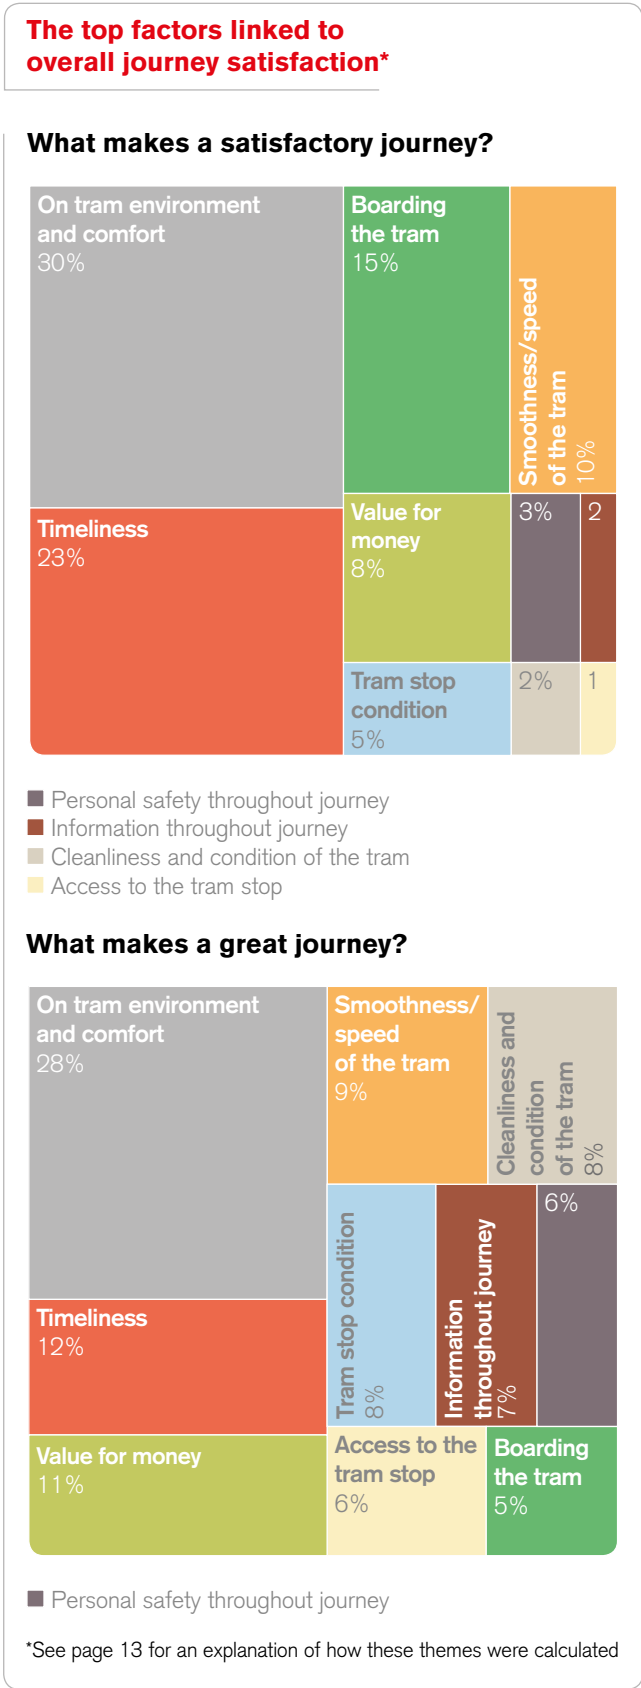 The top factors linked to
overall journey satisfaction*
What makes a satisfactory journey?
On tram environment
and comfort
30%
Boarding
the tram
15%
Smoothness/speed
of the tram
10%
Timeliness
23%
Value for
money
8%
3%
2
Tram stop
condition
5%
2%
1
Personal safety throughout journey
Information throughout journey
Cleanliness and condition of the tram
Access to the tram stop
What makes a great journey?
On tram environment
and comfort
28%
Smoothness/
speed
of the tram
9%
Cleanliness and
condition
of the tram
8%
Timeliness
12%
Tram stop condition
8%
Information
throughout journey
7%
6%
Value for money
11%
Access to the
tram stop
6%
Boarding
the tram
5%
Personal safety throughout journey
*See page 13 for an explanation of how these themes were calculated